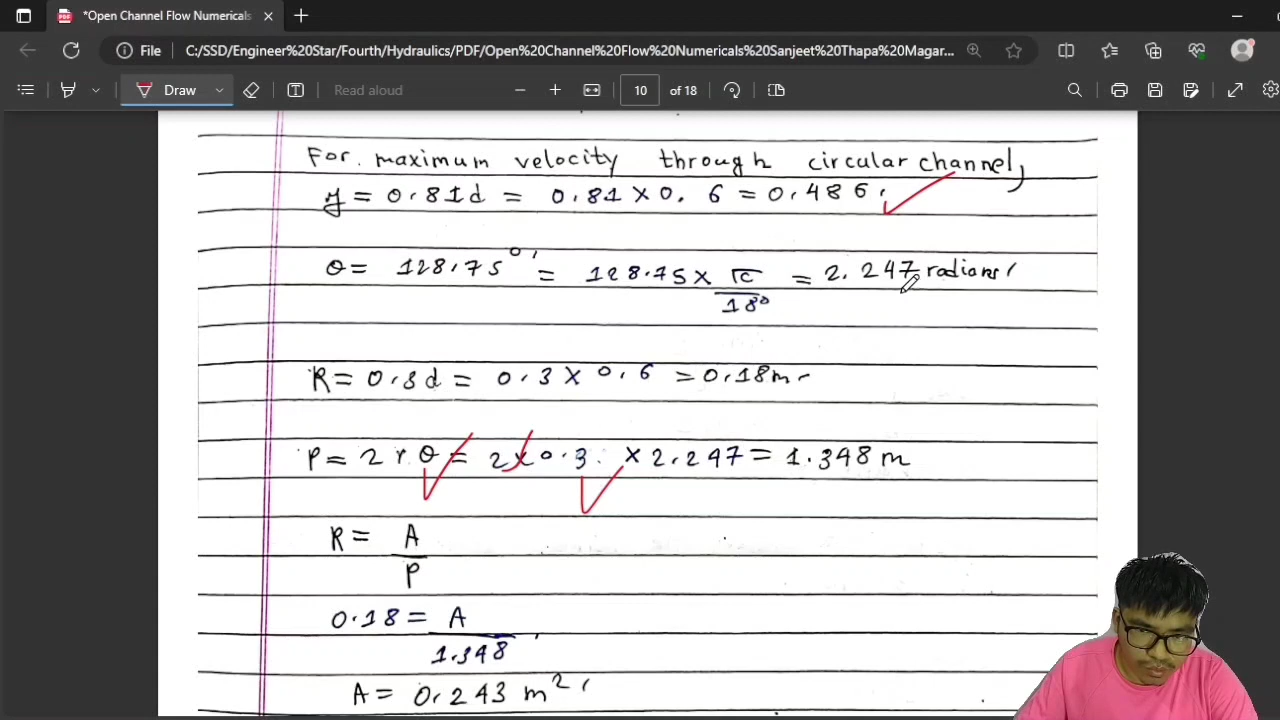 *Open Channel Flow Numericals
File C:/SSD/Engineer%20Star/Fourth/Hydraulics/PDF/Open%20Channel%20Flow%20Numericals%20Sanjeet%20Thapa%20Magar...
Draw Read aloud 10 of 18
For maximum velocity through circular channel,
y = 0.81d = 0.81 × 0.6 = 0.486
θ = 128.75° = 128.75 × π/180 = 2.247 radians
R = 0.3d = 0.3 × 0.6 = 0.18m
P = 2rθ = 2 × 0.3 × 2.247 = 1.348 m
R = A/P
0.18 = A/1.348
A = 0.243 m²